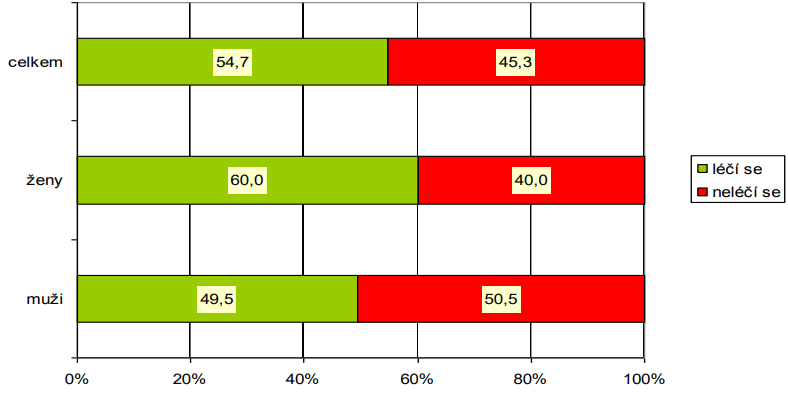 celkem
54,7
45,3
ženy
60,0
40,0
muži
49,5
50,5
0%
20%
40%
60%
80%
100%
léčí se
neléčí se